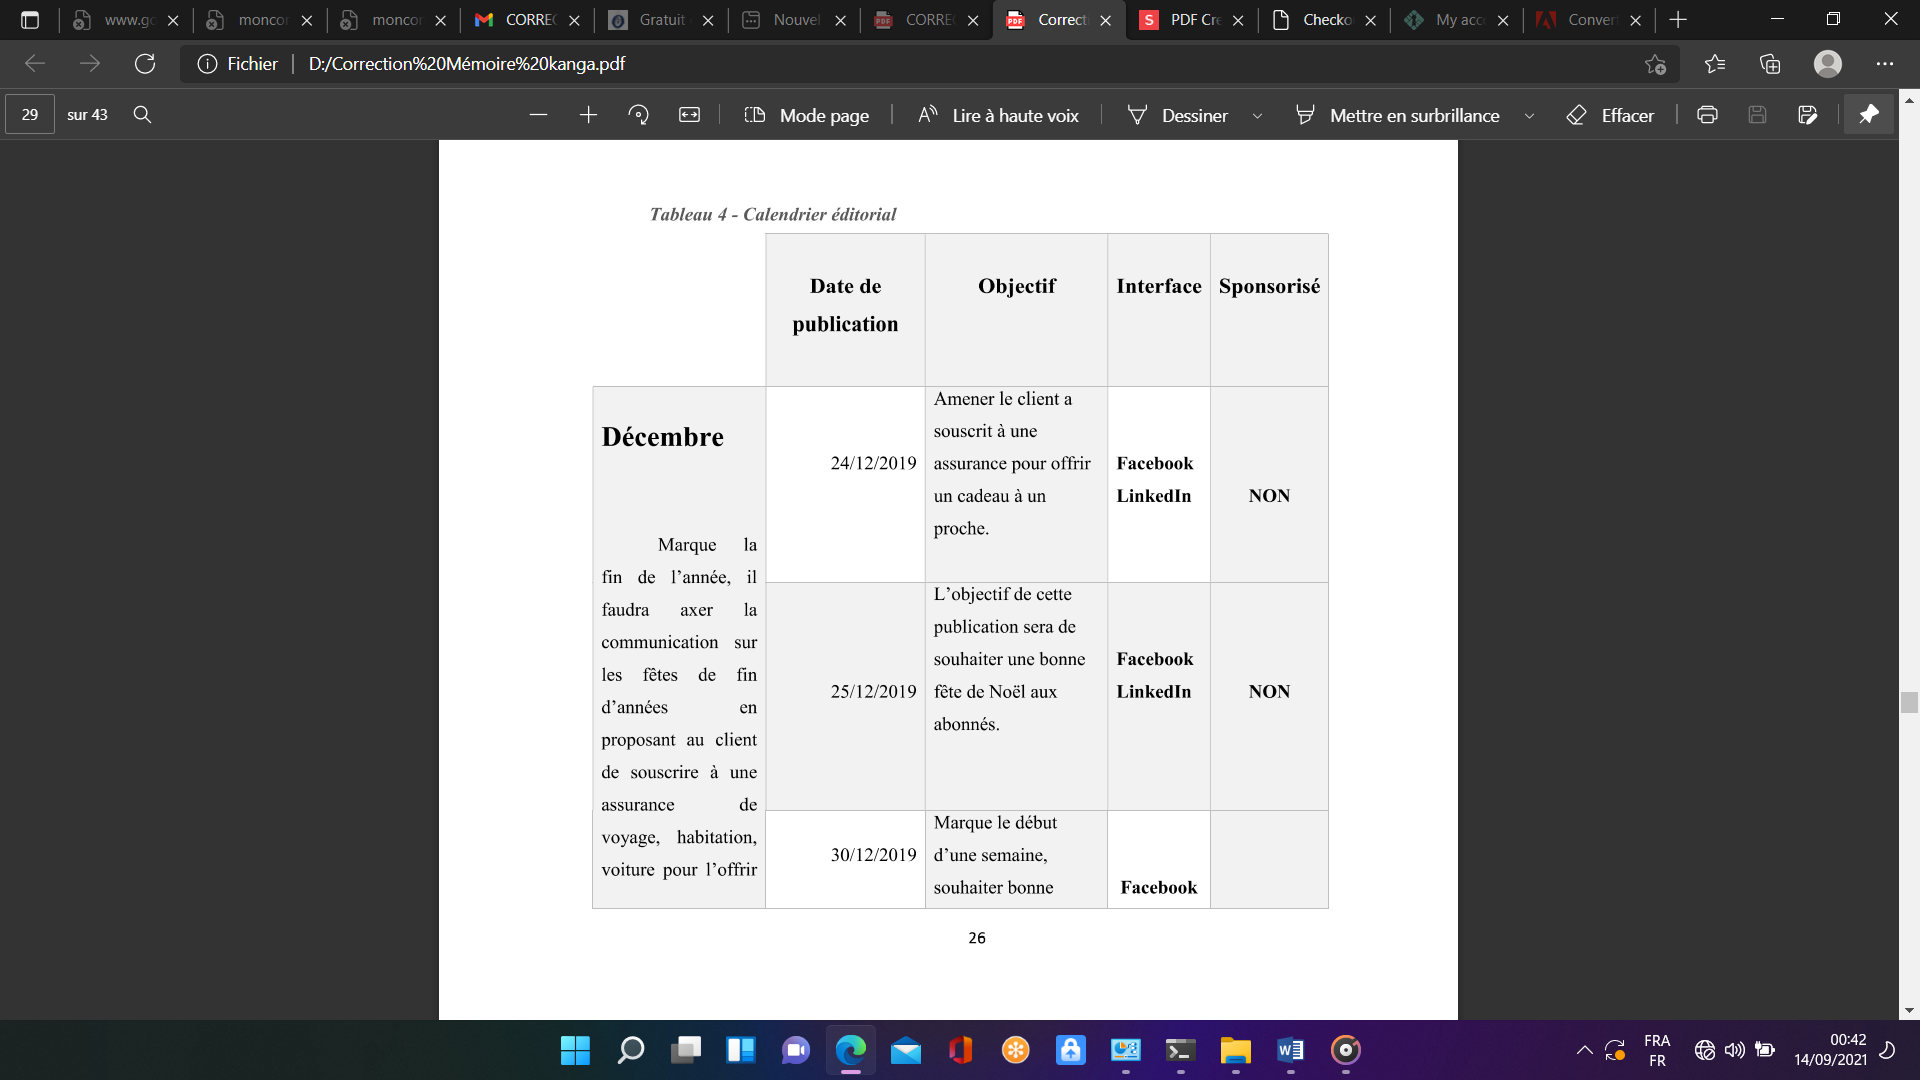 www.go
moncor
moncor
CORREC
Gratuit
Nouvel
CORREC
Correct
PDF Cre
Checko
My acc
Convert
Fichier
D:/Correction%20Mémoire%20kanga.pdf
29
sur 43
Mode page
Lire à haute voix
Dessiner
Mettre en surbrillance
Effacer
Tableau 4 - Calendrier éditorial
Date de
publication
Objectif
Interface
Sponsorisé
Décembre
Marque la
fin de l’année, il
faudra axer la
communication sur
les fêtes de fin
d’années en
proposant au client
de souscrire à une
assurance de
voyage, habitation,
voiture pour l’offrir
24/12/2019
Amener le client a
souscrit à une
assurance pour offrir
un cadeau à un
proche.
Facebook
LinkedIn
NON
25/12/2019
L’objectif de cette
publication sera de
souhaiter une bonne
fête de Noël aux
abonnés.
Facebook
LinkedIn
NON
30/12/2019
Marque le début
d’une semaine,
souhaiter bonne
Facebook
26
FRA
FR
00:42
14/09/2021